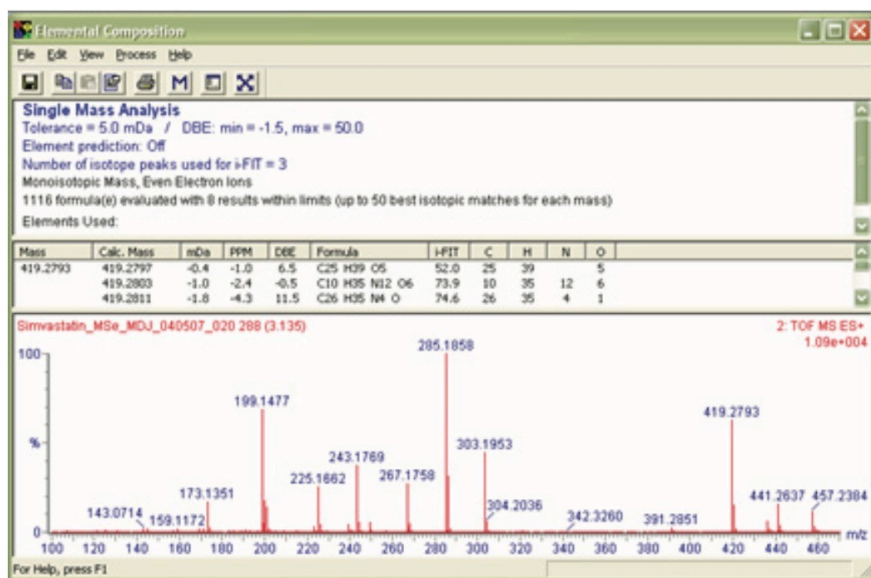 Elemental Composition
File Edit View Process Help
Single Mass Analysis
Tolerance = 5.0 mDa / DBE: min = -1.5, max = 50.0
Element prediction: Off
Number of isotope peaks used for i-FIT = 3
Monoisotopic Mass, Even Electron Ions
1116 formula(e) evaluated with 8 results within limits (up to 50 best isotopic matches for each mass)
Elements Used:
Mass Calc. Mass mDa PPM DBE Formula i-FIT C H N O
419.2793 419.2797 -0.4 -1.0 6.5 C25 H39 O5 52.0 25 39 5
419.2803 -1.0 -2.4 -0.5 C10 H35 N12 O6 73.9 10 35 12 6
419.2811 -1.8 -4.3 11.5 C26 H35 N4 O 74.6 26 35 4 1
Simvastatin_MSe_MDJ_040507_020 288 (3.135) 2: TOF MS ES+
1.09e+004
285.1858
100
199.1477
419.2793
%
303.1953
243.1769
267.1758
225.1662
173.1351
304.2036
441.2637 457.2384
143.0714
159.1172
342.3260
391.2851
0
100 120 140 160 180 200 220 240 260 280 300 320 340 360 380 400 420 440 460 m/z
For Help, press F1